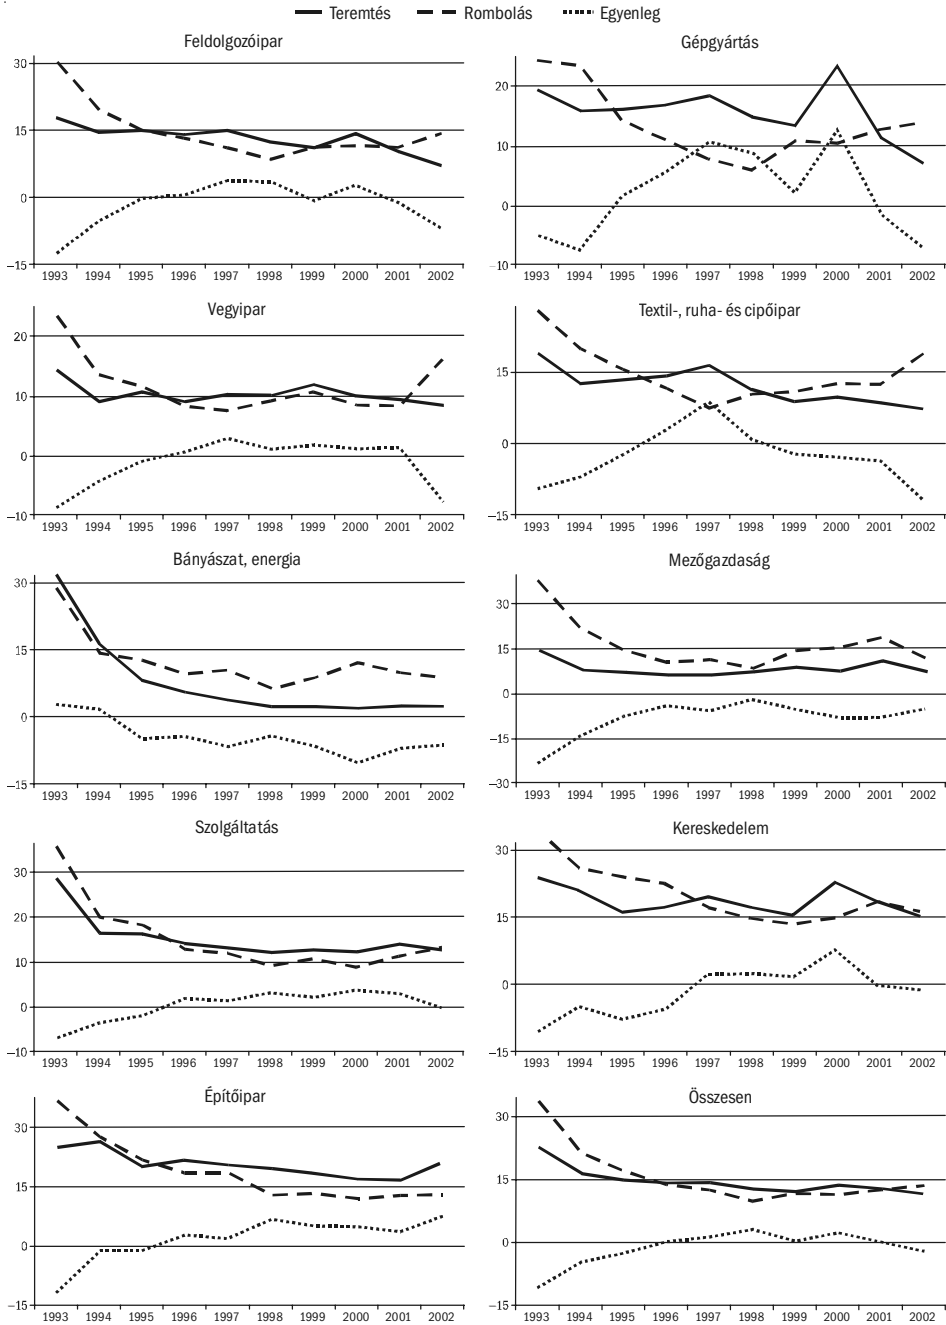 Teremtés Rombolás Egyenleg
Feldolgozóipar
30
15
0
–15
1993 1994 1995 1996 1997 1998 1999 2000 2001 2002
Gépgyártás
20
10
0
–10
1993 1994 1995 1996 1997 1998 1999 2000 2001 2002
Vegyipar
20
10
0
–10
1993 1994 1995 1996 1997 1998 1999 2000 2001 2002
Textil-, ruha- és cipőipar
15
0
–15
1993 1994 1995 1996 1997 1998 1999 2000 2001 2002
Bányászat, energia
30
15
0
–15
1993 1994 1995 1996 1997 1998 1999 2000 2001 2002
Mezőgazdaság
30
15
0
–15
–30
1993 1994 1995 1996 1997 1998 1999 2000 2001 2002
Szolgáltatás
30
20
10
0
–10
1993 1994 1995 1996 1997 1998 1999 2000 2001 2002
Kereskedelem
30
15
0
–15
1993 1994 1995 1996 1997 1998 1999 2000 2001 2002
Építőipar
30
15
0
–15
1993 1994 1995 1996 1997 1998 1999 2000 2001 2002
Összesen
30
15
0
–15
1993 1994 1995 1996 1997 1998 1999 2000 2001 2002